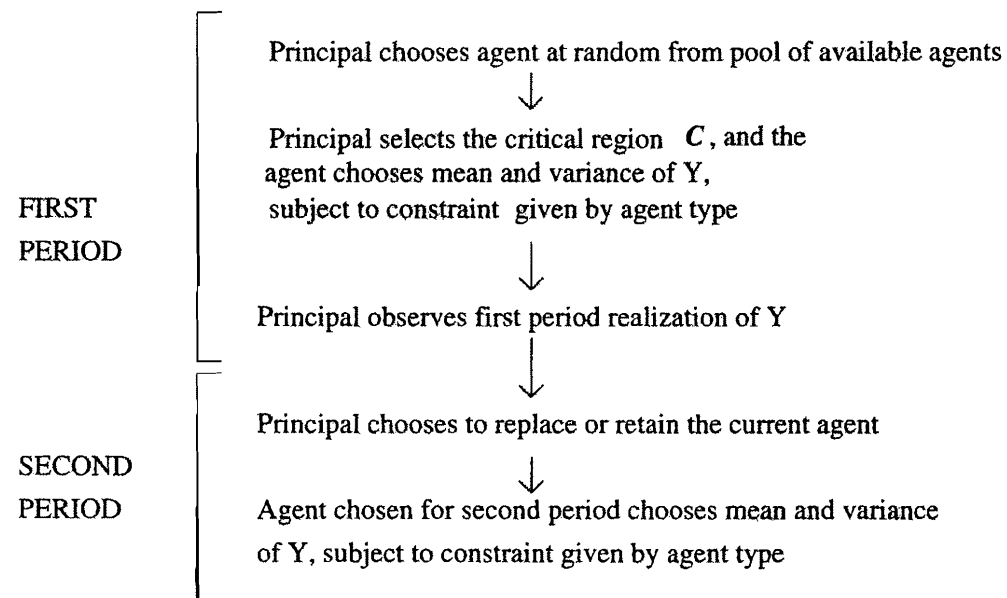 Principal chooses agent at random from pool of available agents
Principal selects the critical region C, and the
agent chooses mean and variance of Y,
subject to constraint given by agent type
FIRST
PERIOD
Principal observes first period realization of Y
Principal chooses to replace or retain the current agent
SECOND
PERIOD
Agent chosen for second period chooses mean and variance
of Y, subject to constraint given by agent type